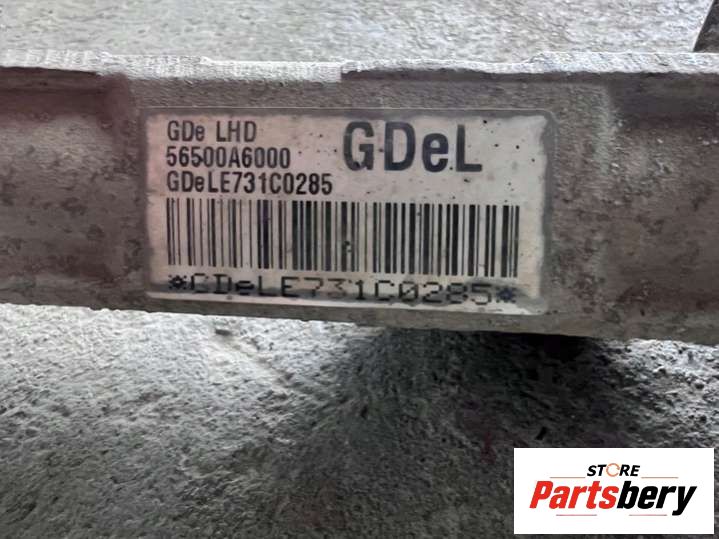 GDe LHD
GDeL
56500A6000
GDeLE731C0285
*GDeLE731C0285*
STORE
Partsbery